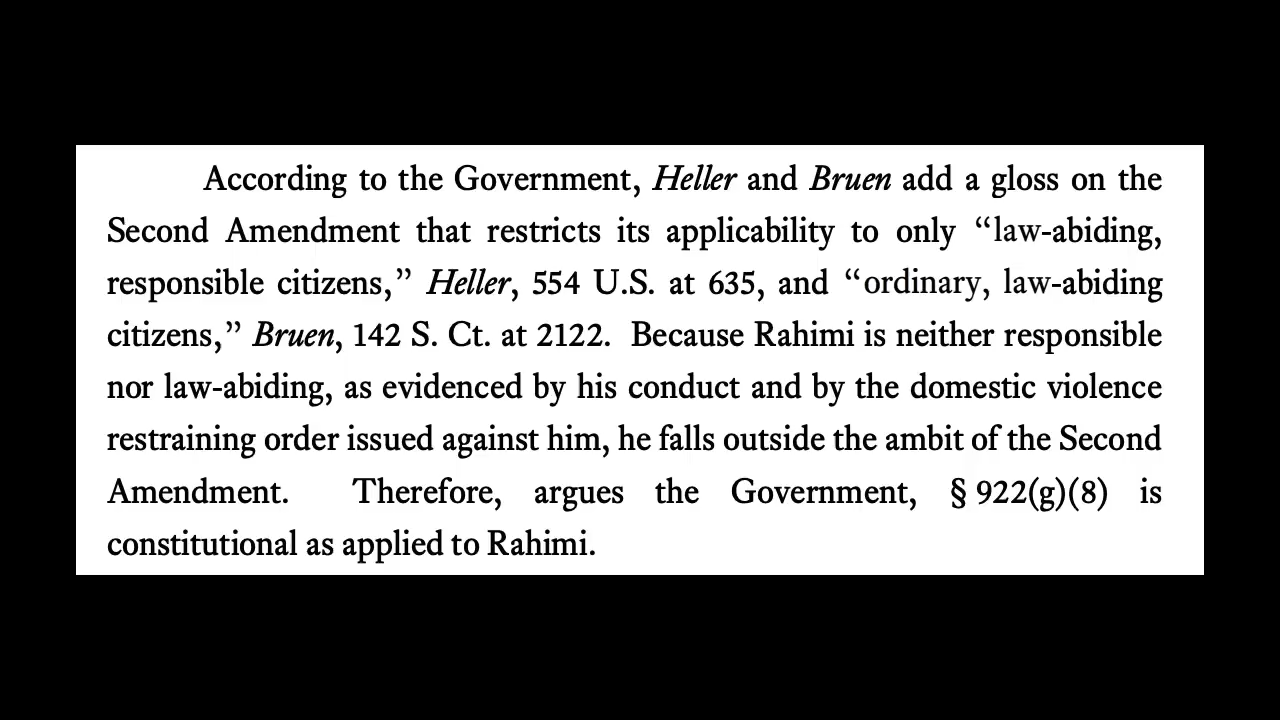 According to the Government, Heller and Bruen add a gloss on the
Second Amendment that restricts its applicability to only “law-abiding,
responsible citizens,” Heller, 554 U.S. at 635, and “ordinary, law-abiding
citizens,” Bruen, 142 S. Ct. at 2122. Because Rahimi is neither responsible
nor law-abiding, as evidenced by his conduct and by the domestic violence
restraining order issued against him, he falls outside the ambit of the Second
Amendment. Therefore, argues the Government, § 922(g)(8) is
constitutional as applied to Rahimi.